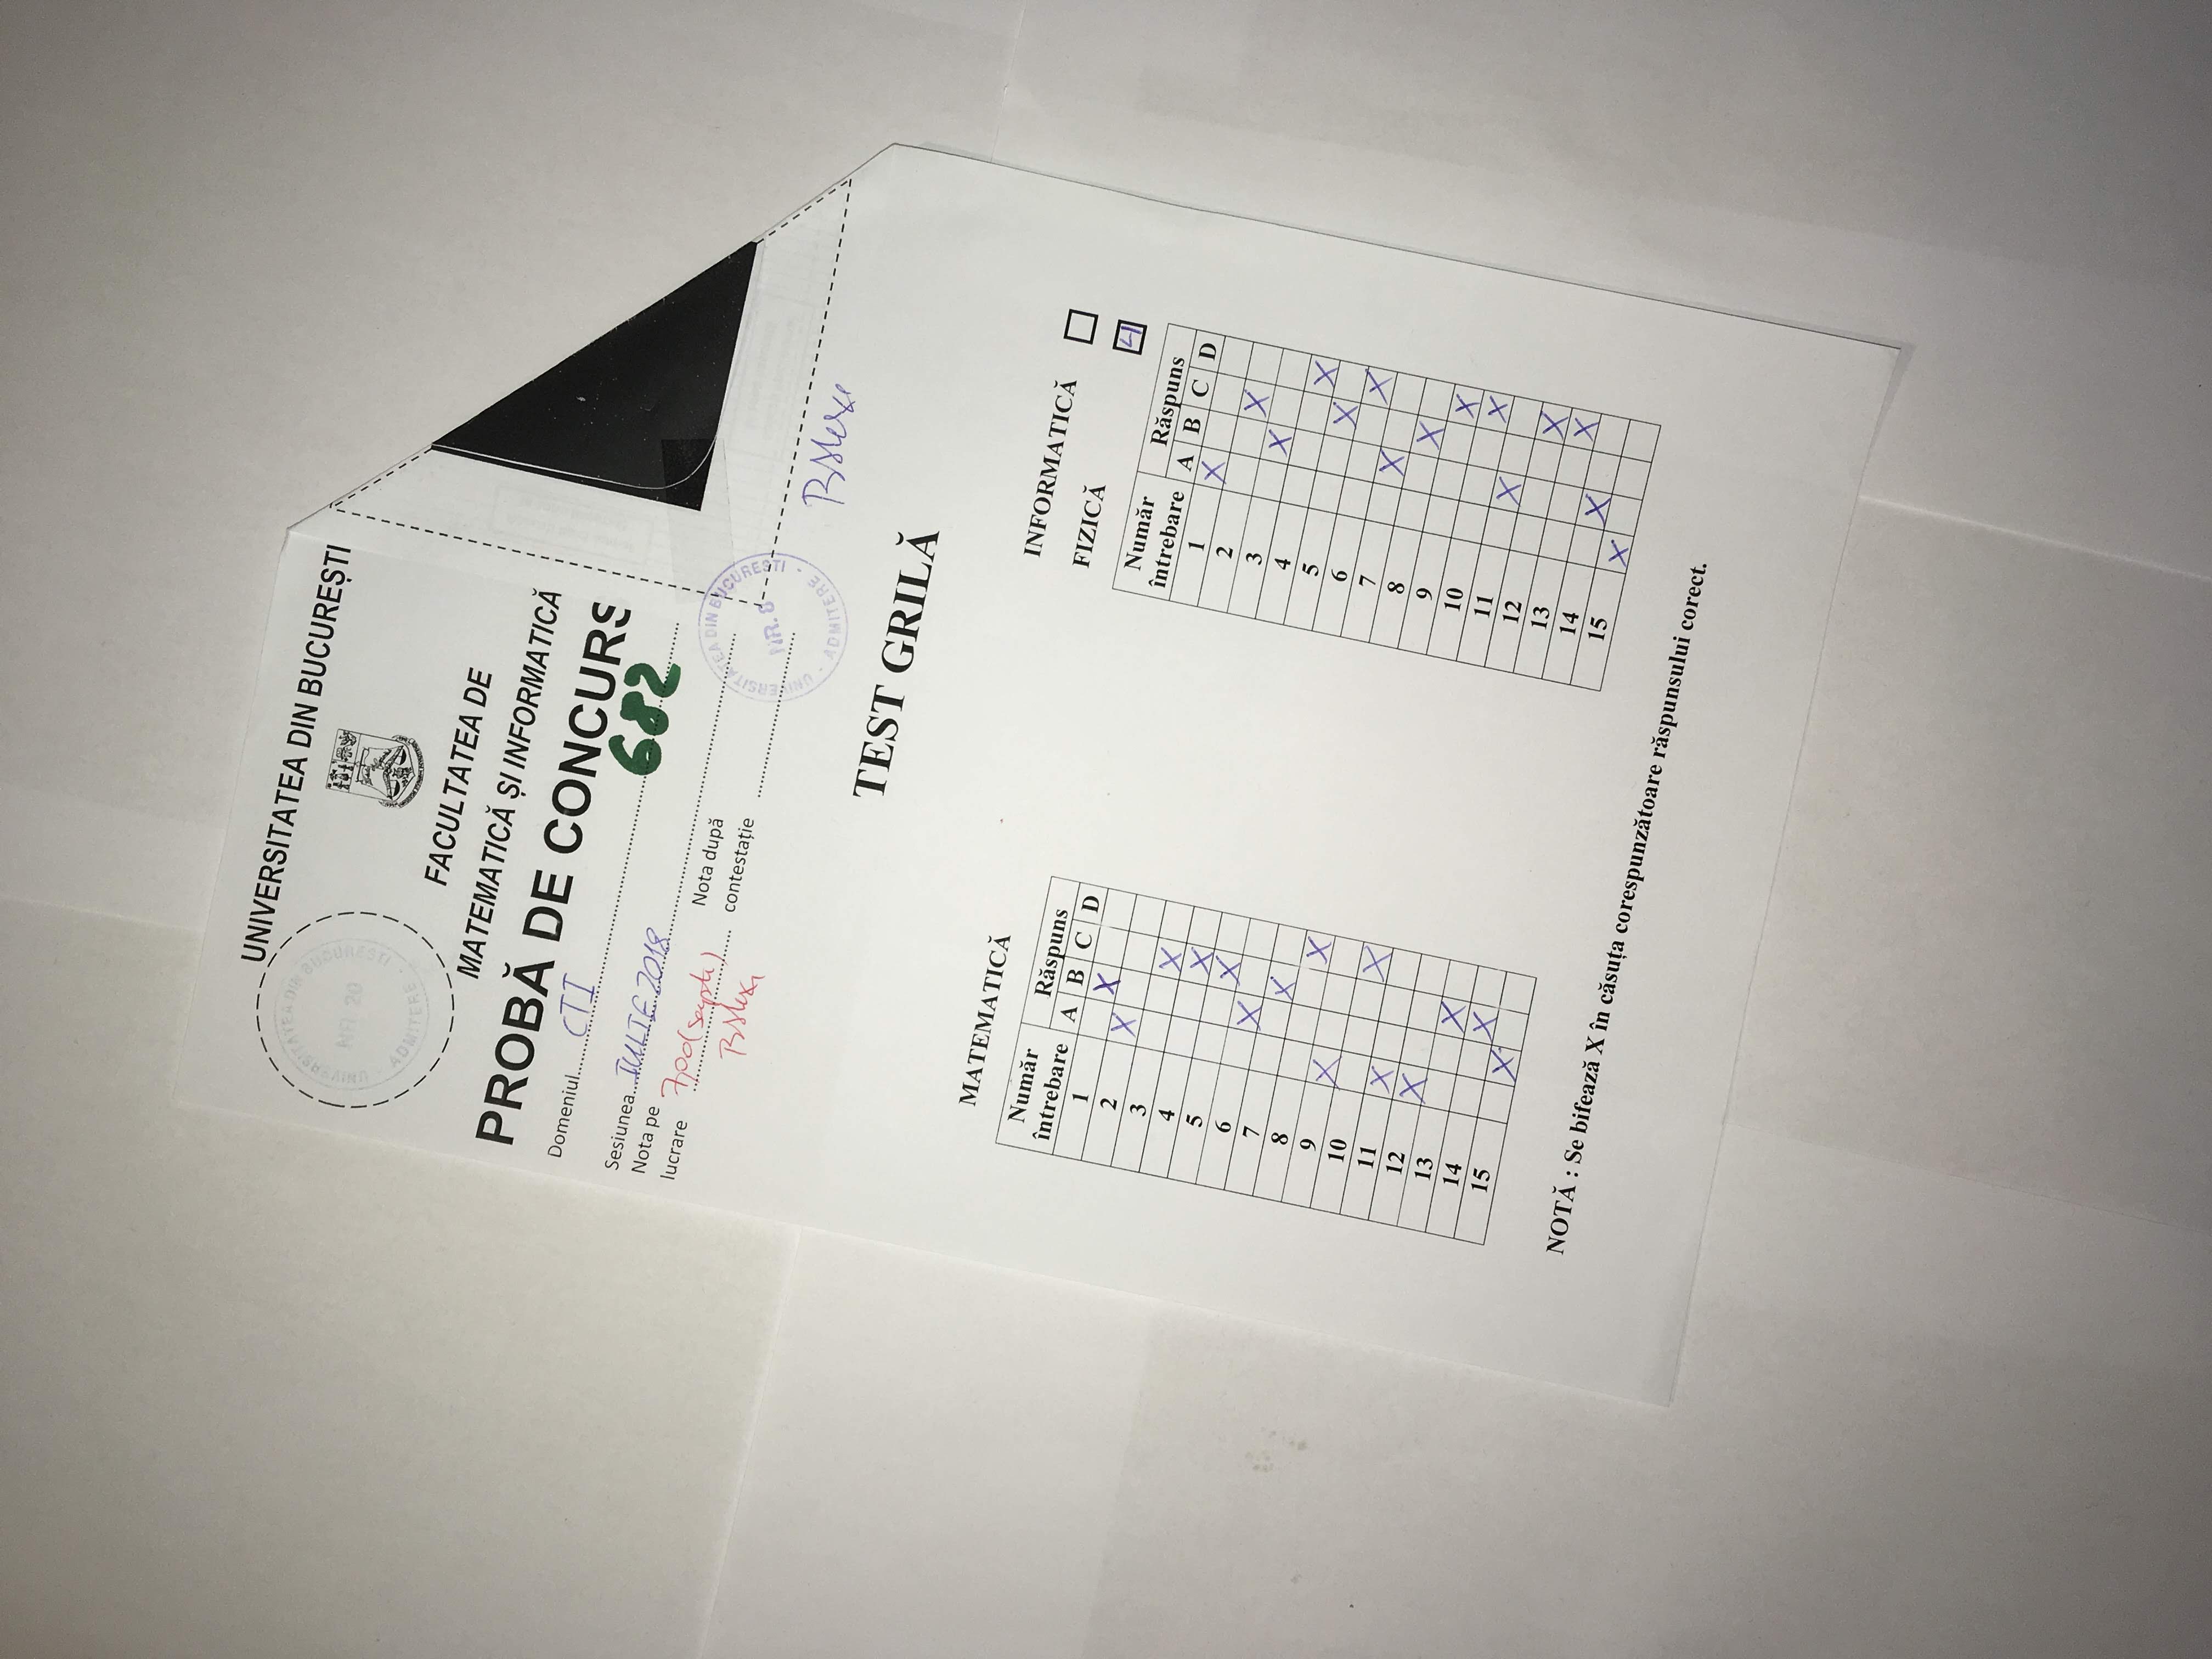 UNIVERSITATEA DIN BUCUREȘTI
UNIVERSITATEA DIN BUCUREȘTI
NR. 20
ADMITERE
FACULTATEA DE
MATEMATICĂ ȘI INFORMATICĂ
PROBĂ DE CONCURS
Domeniul CTI
682
Sesiunea IULIE 2018
Nota pe
lucrare 7,00 (șapte)
Nota după
contestație
UNIVERSITATEA DIN BUCUREȘTI
NR. 8
ADMITERE
TEST GRILĂ
MATEMATICĂ
Număr
întrebare
Răspuns
A B C D
1 X
2 X
3 X
4 X
5 X
6 X
7 X
8 X
9 X
10 X
11 X
12 X
13 X
14 X
15 X
INFORMATICĂ
FIZICĂ
Număr
întrebare
Răspuns
A B C D
1 X
2 X
3 X
4 X
5 X
6 X
7 X
8 X
9 X
10 X
11 X
12 X
13 X
14 X
15 X
NOTĂ : Se bifează X în căsuța corespunzătoare răspunsului corect.